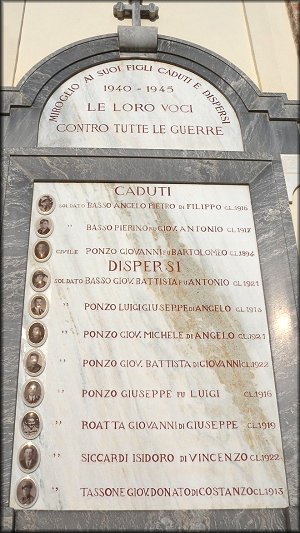 MIROGLIO AI SUOI FIGLI CADUTI E DISPERSI
1940 - 1945
LE LORO VOCI
CONTRO TUTTE LE GUERRE
CADUTI
SOLDATO BASSO ANGELO PIETRO DI FILIPPO CL.1916
" BASSO PIERINO FU GIOV. ANTONIO CL.1917
CIVILE PONZO GIOVANNI FU BARTOLOMEO CL.1894
DISPERSI
SOLDATO BASSO GIOV. BATTISTA FU ANTONIO CL.1921
" PONZO LUIGI GIUSEPPE DI ANGELO CL.1913
" PONZO GIOV. MICHELE DI ANGELO CL.1921
" PONZO GIOV. BATTISTA DI GIOVANNI CL.1922
" PONZO GIUSEPPE FU LUIGI CL.1916
" ROATTA GIOVANNI DI GIUSEPPE CL.1919
" SICCARDI ISIDORO DI VINCENZO CL.1922
" TASSONE GIOV. DONATO DI COSTANZO CL.1913